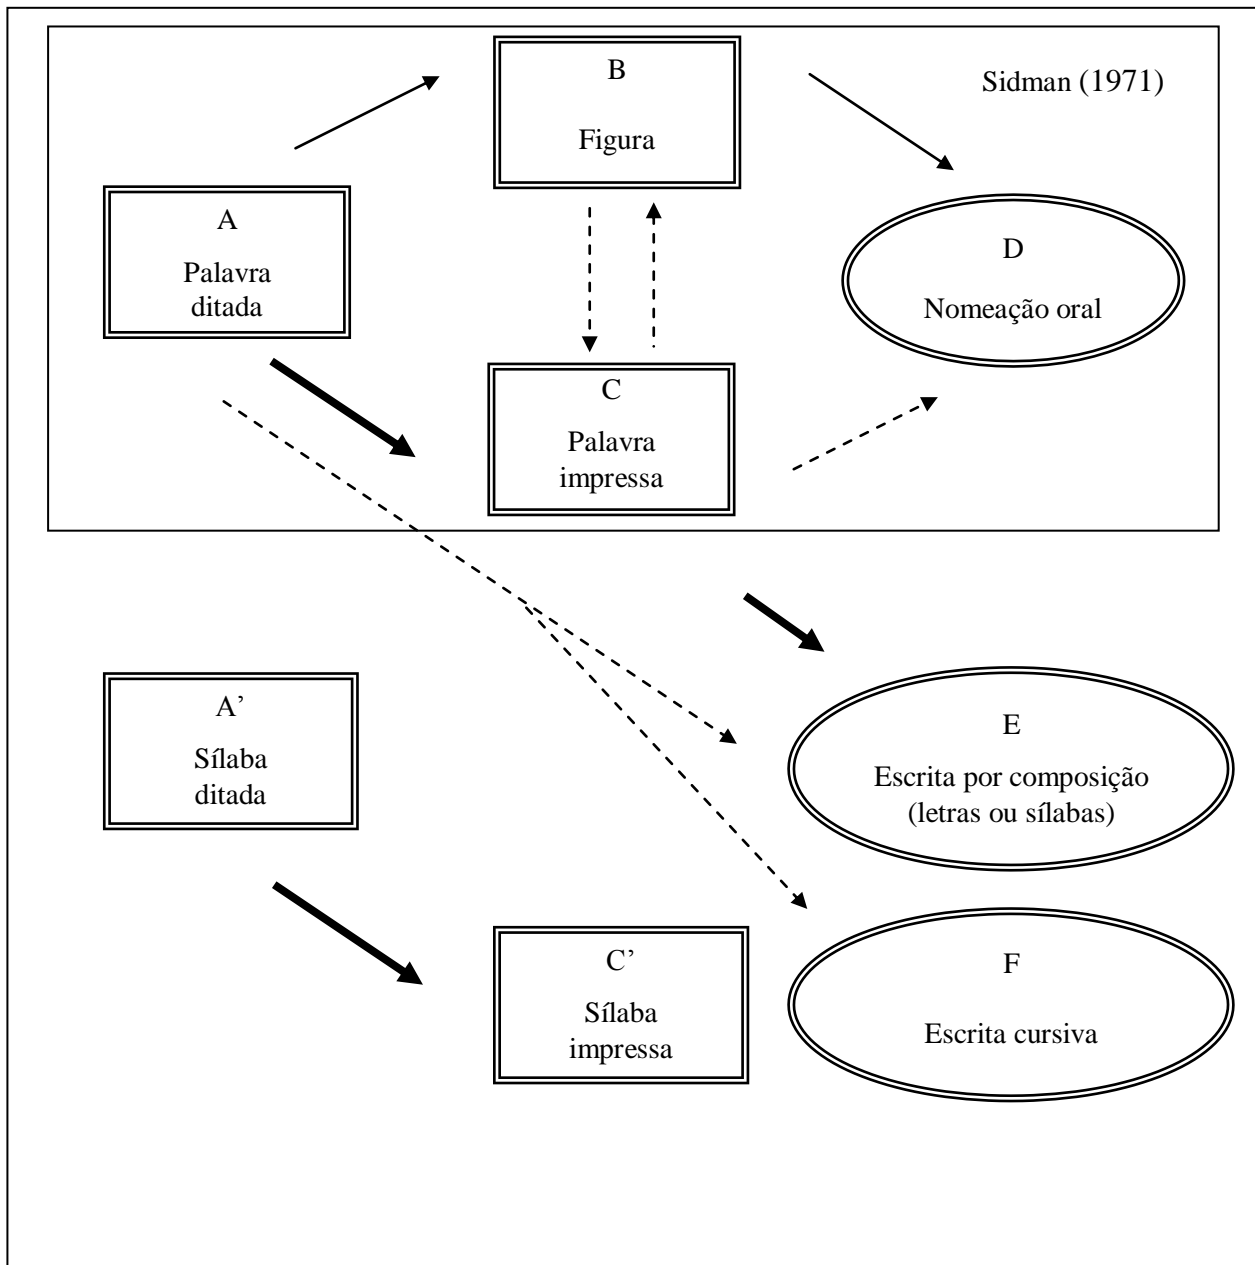 B
Figura
Sidman (1971)
A
Palavra
ditada
D
Nomeação oral
C
Palavra
impressa
A’
Sílaba
ditada
E
Escrita por composição
(letras ou sílabas)
C’
Sílaba
impressa
F
Escrita cursiva